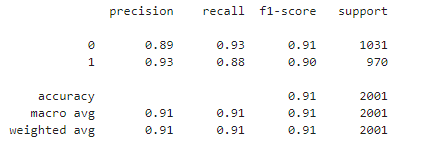 precision recall f1-score support
0 0.89 0.93 0.91 1031
1 0.93 0.88 0.90 970
accuracy 0.91 2001
macro avg 0.91 0.91 0.91 2001
weighted avg 0.91 0.91 0.91 2001